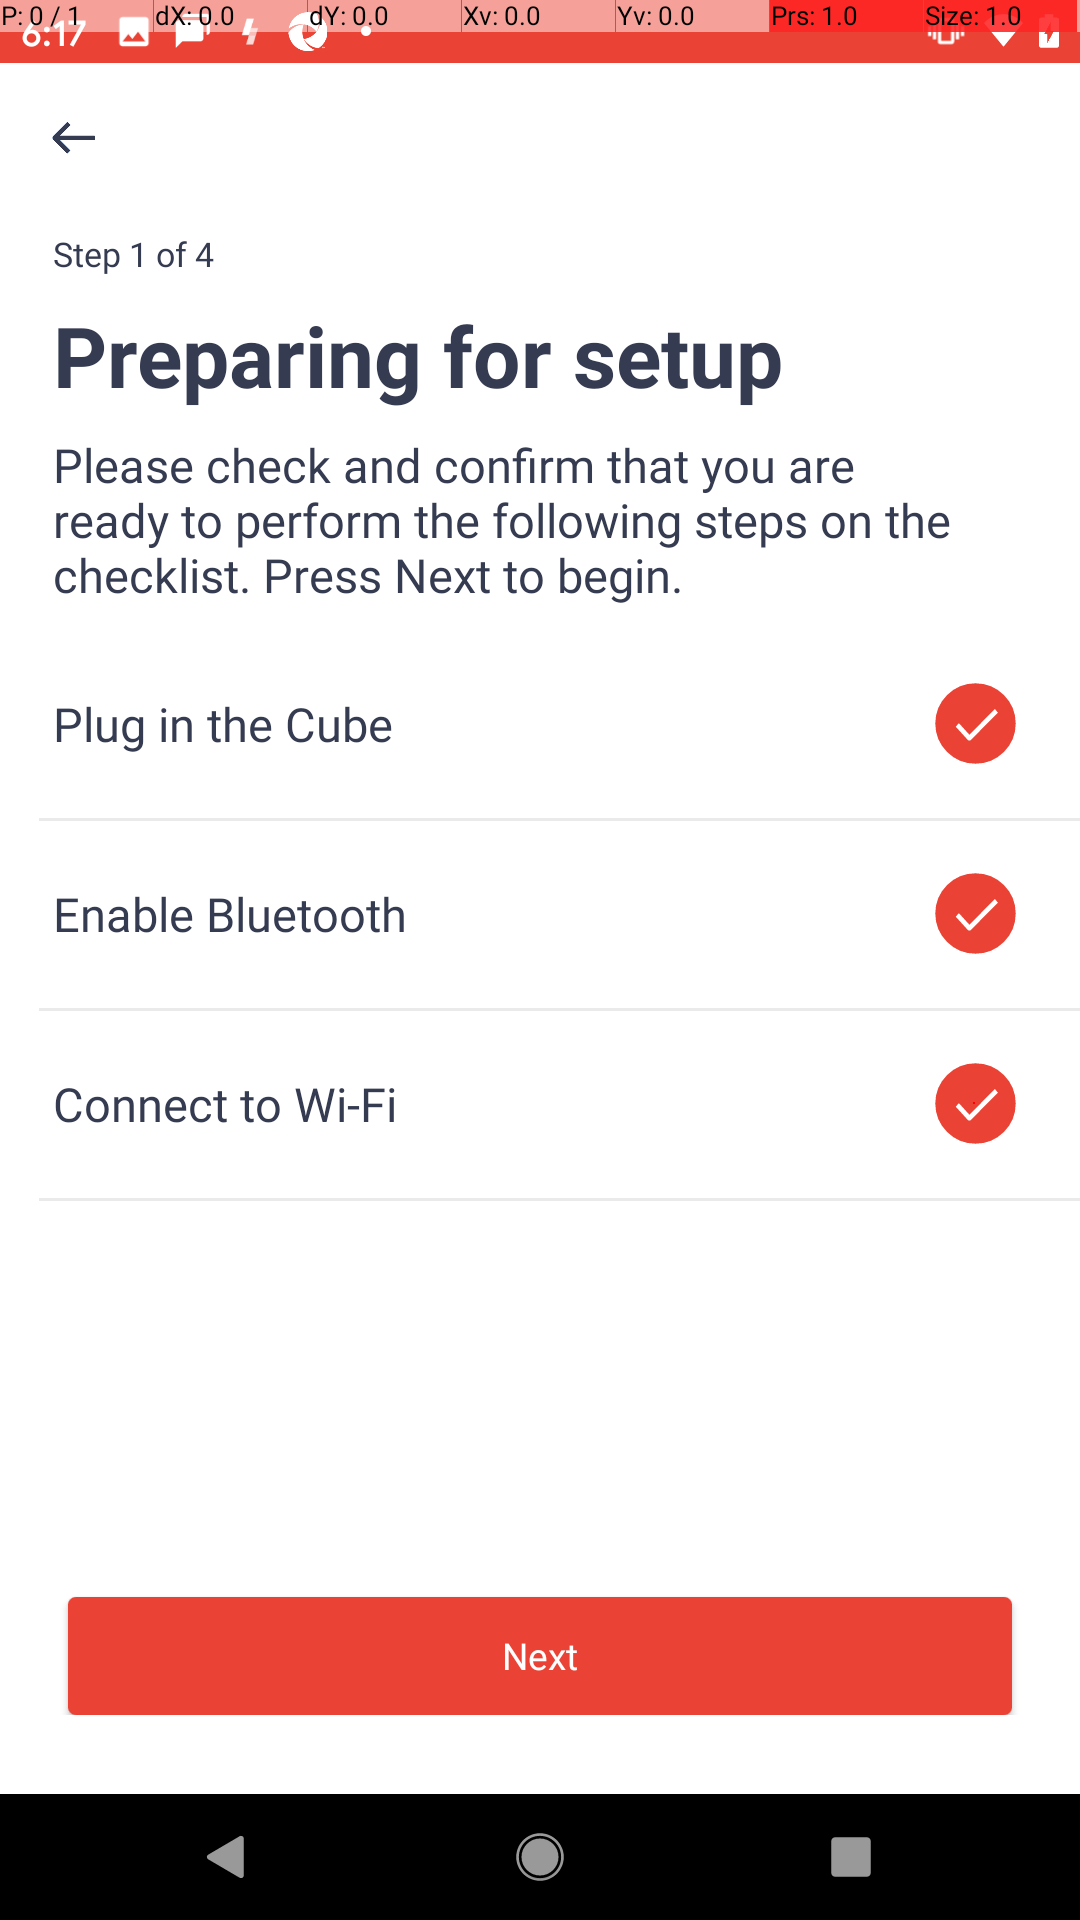 P: 0 / 1 dX: 0.0 dY: 0.0 Xv: 0.0 Yv: 0.0 Prs: 1.0 Size: 1.0
6:17
Step 1 of 4
Preparing for setup
Please check and confirm that you are
ready to perform the following steps on the
checklist. Press Next to begin.
Plug in the Cube
Enable Bluetooth
Connect to Wi-Fi
Next